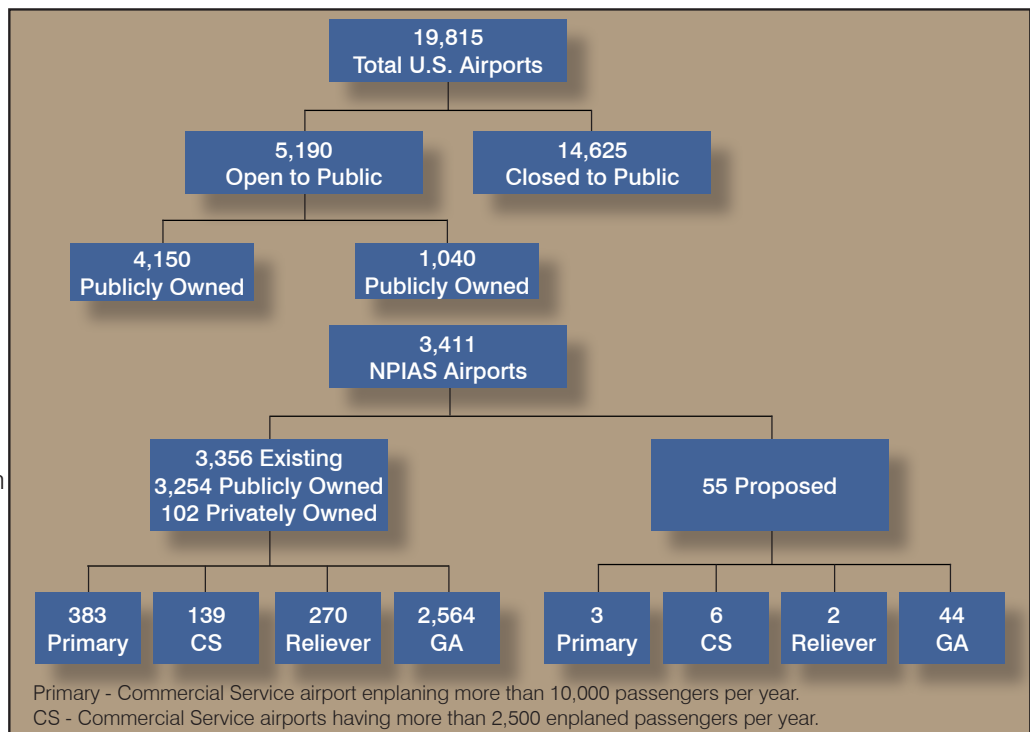 19,815
Total U.S. Airports
5,190
Open to Public
14,625
Closed to Public
4,150
Publicly Owned
1,040
Publicly Owned
3,411
NPIAS Airports
3,356 Existing
3,254 Publicly Owned
102 Privately Owned
55 Proposed
383
Primary
139
CS
270
Reliever
2,564
GA
3
Primary
6
CS
2
Reliever
44
GA
Primary - Commercial Service airport enplaning more than 10,000 passengers per year.
CS - Commercial Service airports having more than 2,500 enplaned passengers per year.